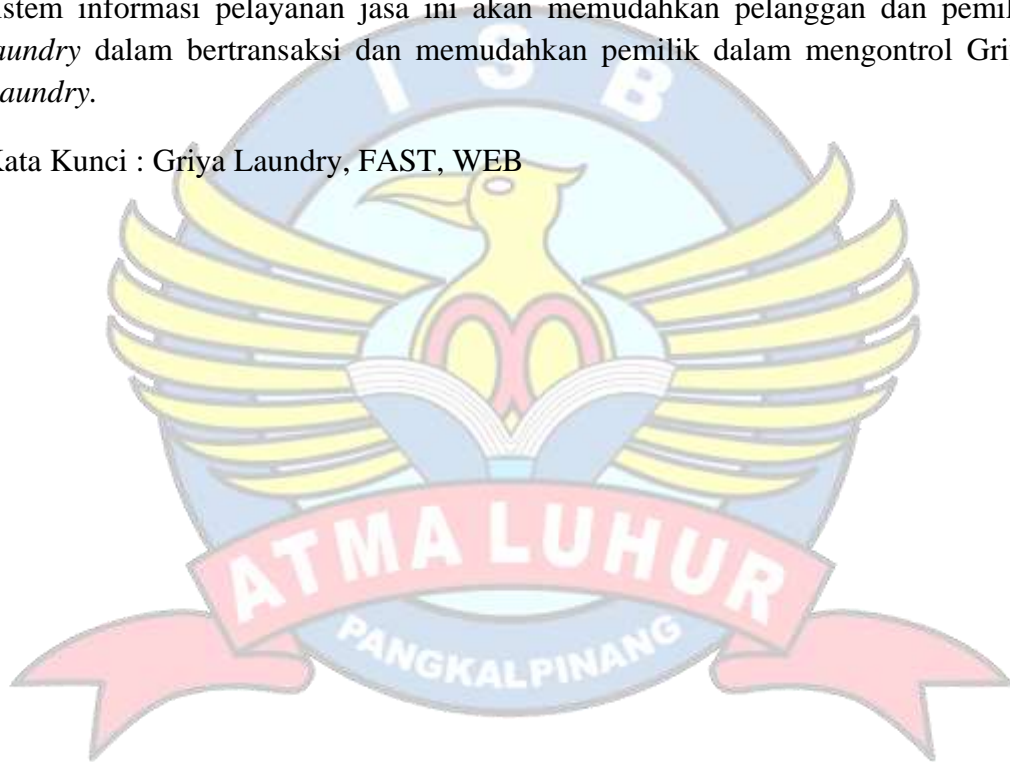 istem informasi pelayanan jasa ini akan memudahkan pelanggan dan pemil
aundry dalam bertransaksi dan memudahkan pemilik dalam mengontrol Gri
aundry.
Kata Kunci : Griya Laundry, FAST, WEB
I S B
ATMA LUHUR
PANGKALPINANG